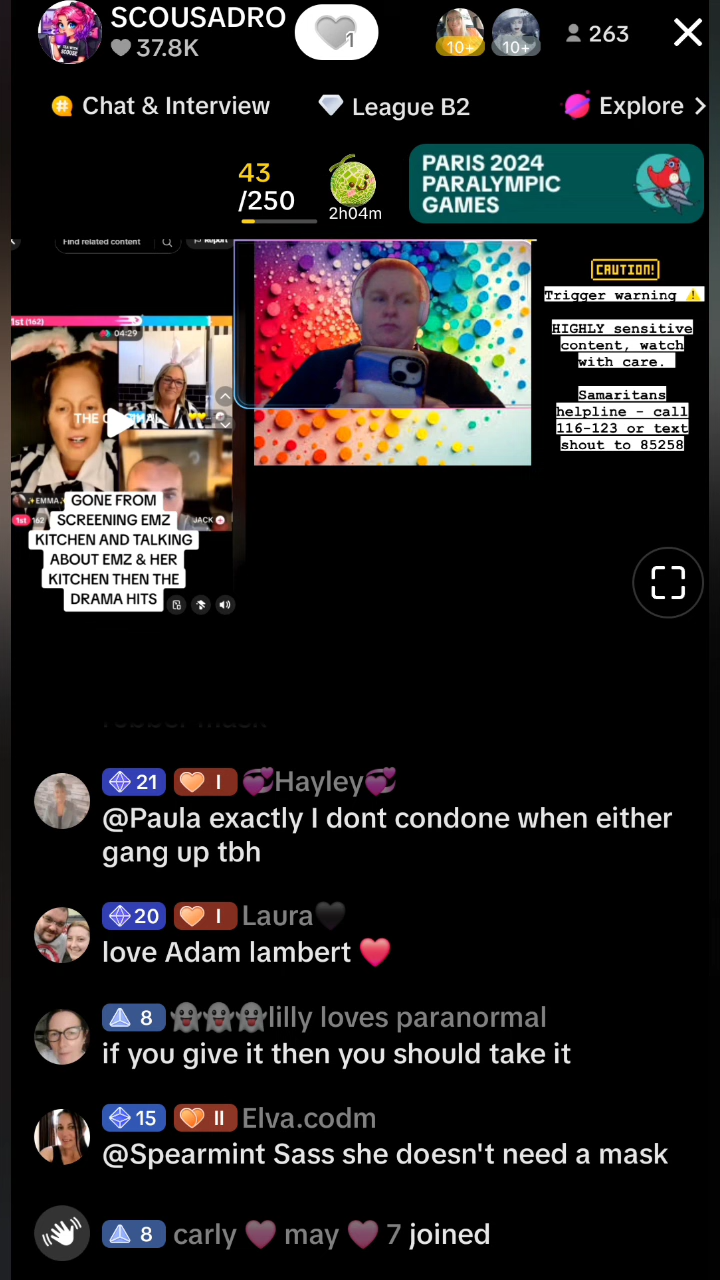 SCOUSADRO
37.8K
1
10+
10+
263
Chat & Interview
League B2
Explore >
43
/250
2h04m
PARIS 2024
PARALYMPIC
GAMES
Find related content
Report
1st (162)
04:29
EMMA
1st 162
JACK
GONE FROM
SCREENING EMZ
KITCHEN AND TALKING
ABOUT EMZ & HER
KITCHEN THEN THE
DRAMA HITS
CAUTION!
Trigger warning ⚠️
HIGHLY sensitive
content, watch
with care.
Samaritans
helpline - call
116-123 or text
shout to 85258
21 I 💞Hayley💞
@Paula exactly I dont condone when either
gang up tbh
20 I Laura🖤
love Adam lambert ❤️
8 👻👻👻lilly loves paranormal
if you give it then you should take it
15 II Elva.codm
@Spearmint Sass she doesn't need a mask
8 carly 💗 may 💗 7 joined